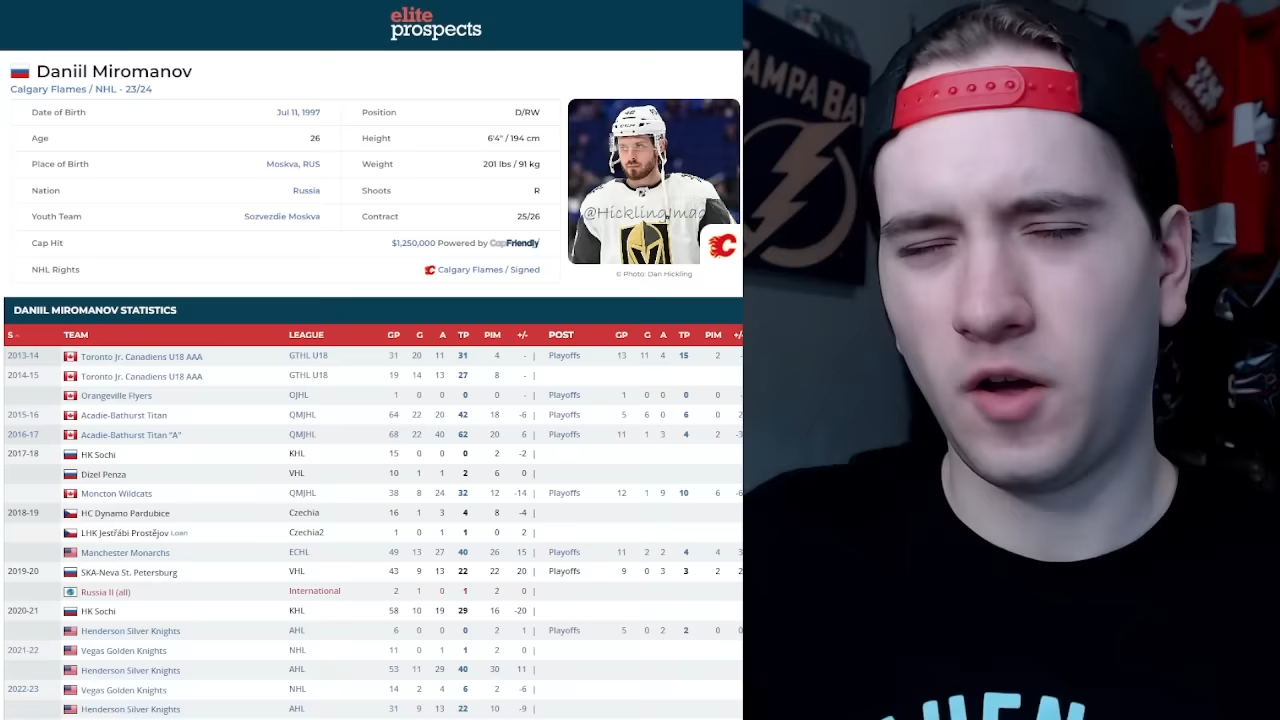 elite
prospects
Daniil Miromanov
Calgary Flames / NHL - 23/24
Date of Birth Jul 11, 1997 Position D/RW
Age 26 Height 6'4" / 194 cm
Place of Birth Moskva, RUS Weight 201 lbs / 91 kg
Nation Russia Shoots R
Youth Team Sozvezdie Moskva Contract 25/26
Cap Hit $1,250,000 Powered by CapFriendly
NHL Rights Calgary Flames / Signed
@HicklingImag
© Photo: Dan Hickling
DANIIL MIROMANOV STATISTICS
S TEAM LEAGUE GP G A TP PIM +/- POST GP G A TP PIM +/-
2013-14 Toronto Jr. Canadiens U18 AAA GTHL U18 31 20 11 31 4 - | Playoffs 13 11 4 15 2 -
2014-15 Toronto Jr. Canadiens U18 AAA GTHL U18 19 14 13 27 8 - |
Orangeville Flyers OJHL 1 0 0 0 0 - | Playoffs 1 0 0 0 0 -
2015-16 Acadie-Bathurst Titan QMJHL 64 22 20 42 18 -6 | Playoffs 5 6 0 6 0 2
2016-17 Acadie-Bathurst Titan "A" QMJHL 68 22 40 62 20 6 | Playoffs 11 1 3 4 2 -3
2017-18 HK Sochi KHL 15 0 0 0 2 -2 |
Dizel Penza VHL 10 1 1 2 6 0 |
Moncton Wildcats QMJHL 38 8 24 32 12 -14 | Playoffs 12 1 9 10 6 -6
2018-19 HC Dynamo Pardubice Czechia 16 1 3 4 8 -4 |
LHK Jestřábi Prostějov Loan Czechia2 1 0 1 1 0 2 |
Manchester Monarchs ECHL 49 13 27 40 26 15 | Playoffs 11 2 2 4 4 3
2019-20 SKA-Neva St. Petersburg VHL 43 9 13 22 22 20 | Playoffs 9 0 3 3 2 2
Russia II (all) International 2 1 0 1 2 0 |
2020-21 HK Sochi KHL 58 10 19 29 16 -20 |
Henderson Silver Knights AHL 6 0 0 0 2 1 | Playoffs 5 0 2 2 0 0
2021-22 Vegas Golden Knights NHL 11 0 1 1 2 0 |
Henderson Silver Knights AHL 53 11 29 40 30 11 |
2022-23 Vegas Golden Knights NHL 14 2 4 6 2 -6 |
Henderson Silver Knights AHL 31 9 13 22 10 -9 |
TAMPA BAY